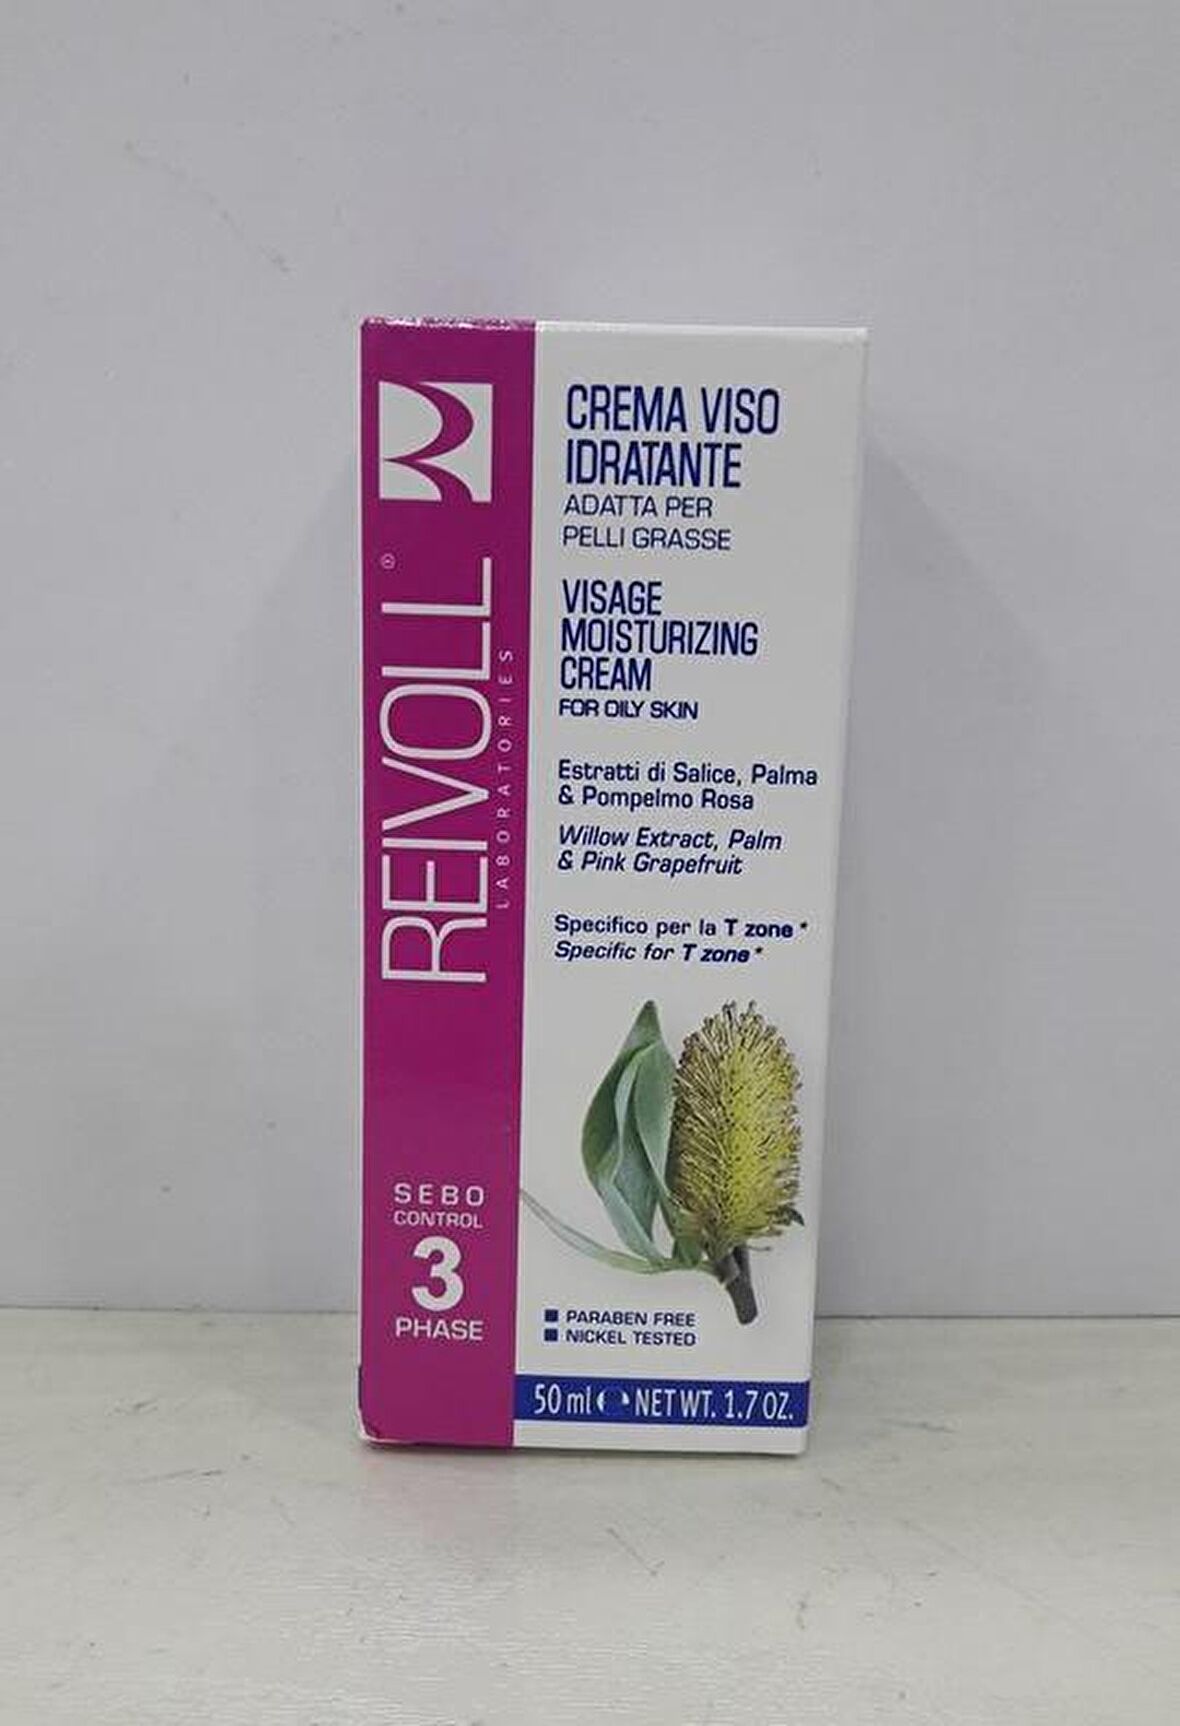 REIVOLL ®
LABORATORIES
SEBO
CONTROL
3
PHASE
CREMA VISO
IDRATANTE
ADATTA PER
PELLI GRASSE
VISAGE
MOISTURIZING
CREAM
FOR OILY SKIN
Estratti di Salice, Palma
& Pompelmo Rosa
Willow Extract, Palm
& Pink Grapefruit
Specifico per la T zone *
Specific for T zone *
PARABEN FREE
NICKEL TESTED
50 ml NET WT. 1.7 OZ.